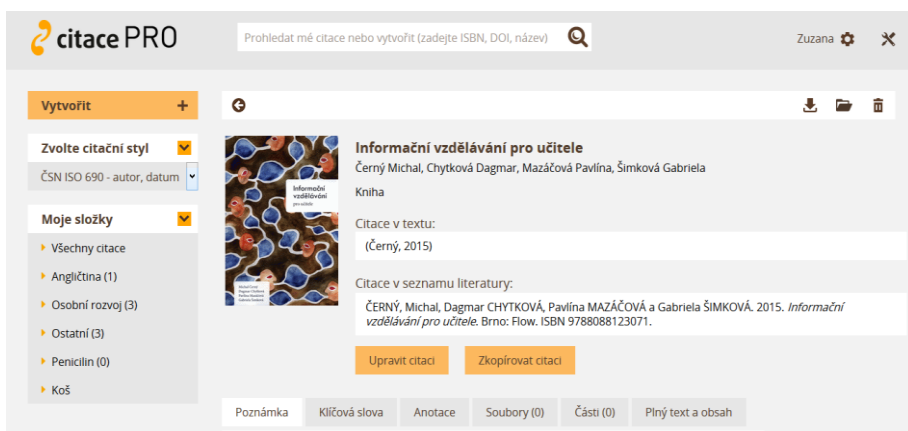 citace PRO
Prohledat mé citace nebo vytvořit (zadejte ISBN, DOI, název)
Zuzana
Vytvořit +
Zvolte citační styl
ČSN ISO 690 - autor, datum
Moje složky
Všechny citace
Angličtina (1)
Osobní rozvoj (3)
Ostatní (3)
Penicilin (0)
Koš
Informační
vzdělávání
pro učitele
Informační vzdělávání pro učitele
Černý Michal, Chytková Dagmar, Mazáčová Pavlína, Šimková Gabriela
Kniha
Citace v textu:
(Černý, 2015)
Citace v seznamu literatury:
ČERNÝ, Michal, Dagmar CHYTKOVÁ, Pavlína MAZÁČOVÁ a Gabriela ŠIMKOVÁ. 2015. Informační
vzdělávání pro učitele. Brno: Flow. ISBN 9788088123071.
Upravit citaci
Zkopírovat citaci
Poznámka
Klíčová slova
Anotace
Soubory (0)
Části (0)
Plný text a obsah